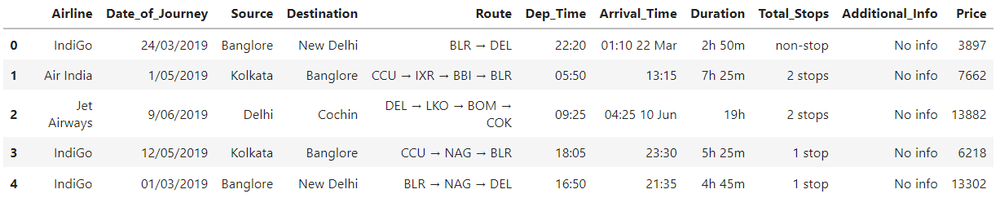 Airline Date_of_Journey Source Destination Route Dep_Time Arrival_Time Duration Total_Stops Additional_Info Price
0 IndiGo 24/03/2019 Banglore New Delhi BLR → DEL 22:20 01:10 22 Mar 2h 50m non-stop No info 3897
1 Air India 1/05/2019 Kolkata Banglore CCU → IXR → BBI → BLR 05:50 13:15 7h 25m 2 stops No info 7662
2 Jet Airways 9/06/2019 Delhi Cochin DEL → LKO → BOM → COK 09:25 04:25 10 Jun 19h 2 stops No info 13882
3 IndiGo 12/05/2019 Kolkata Banglore CCU → NAG → BLR 18:05 23:30 5h 25m 1 stop No info 6218
4 IndiGo 01/03/2019 Banglore New Delhi BLR → NAG → DEL 16:50 21:35 4h 45m 1 stop No info 13302